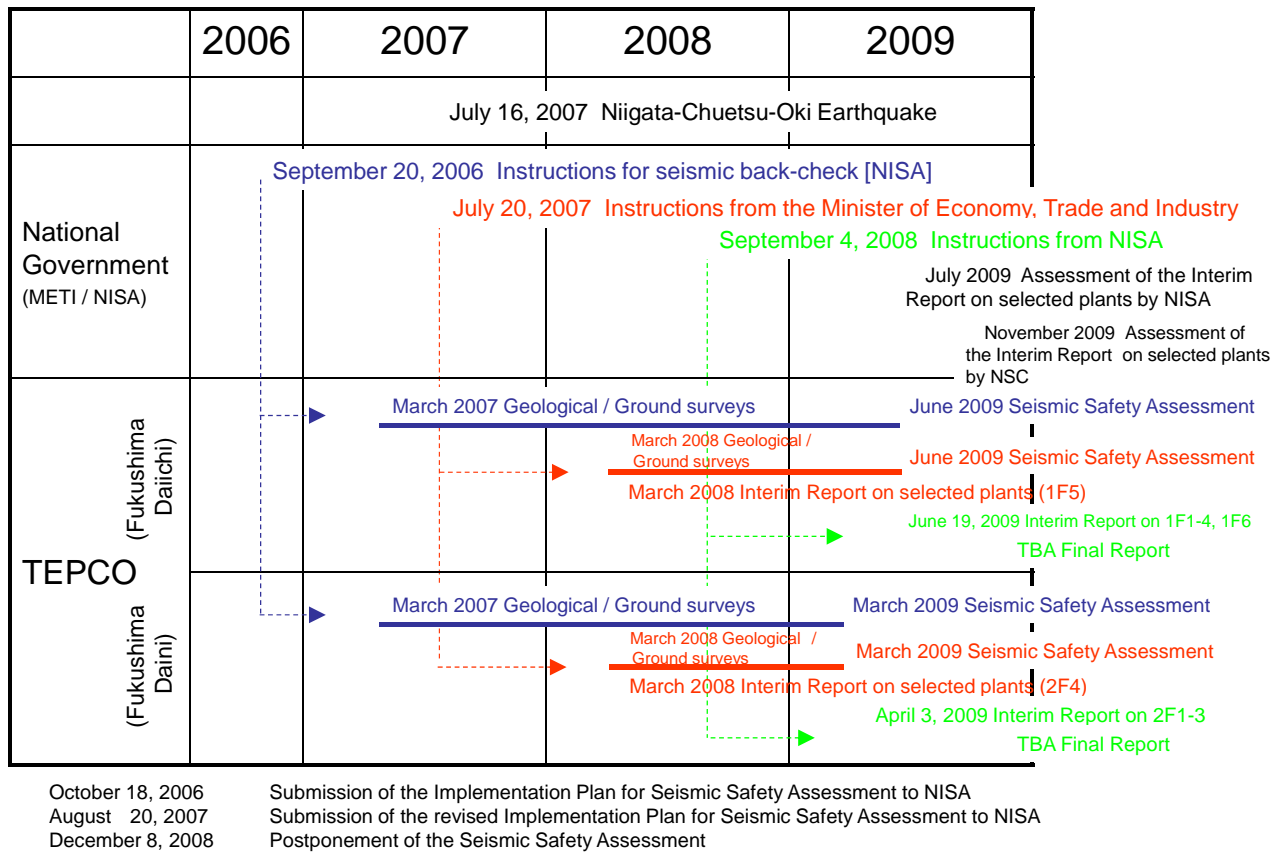 2006 2007 2008 2009
July 16, 2007 Niigata-Chuetsu-Oki Earthquake
September 20, 2006 Instructions for seismic back-check [NISA]
July 20, 2007 Instructions from the Minister of Economy, Trade and Industry
September 4, 2008 Instructions from NISA
National
Government
(METI / NISA)
July 2009 Assessment of the Interim
Report on selected plants by NISA
November 2009 Assessment of
the Interim Report on selected plants
by NSC
TEPCO
(Fukushima
Daiichi)
March 2007 Geological / Ground surveys
June 2009 Seismic Safety Assessment
March 2008 Geological /
Ground surveys
June 2009 Seismic Safety Assessment
March 2008 Interim Report on selected plants (1F5)
June 19, 2009 Interim Report on 1F1-4, 1F6
TBA Final Report
(Fukushima
Daini)
March 2007 Geological / Ground surveys
March 2009 Seismic Safety Assessment
March 2008 Geological /
Ground surveys
March 2009 Seismic Safety Assessment
March 2008 Interim Report on selected plants (2F4)
April 3, 2009 Interim Report on 2F1-3
TBA Final Report
October 18, 2006 Submission of the Implementation Plan for Seismic Safety Assessment to NISA
August 20, 2007 Submission of the revised Implementation Plan for Seismic Safety Assessment to NISA
December 8, 2008 Postponement of the Seismic Safety Assessment